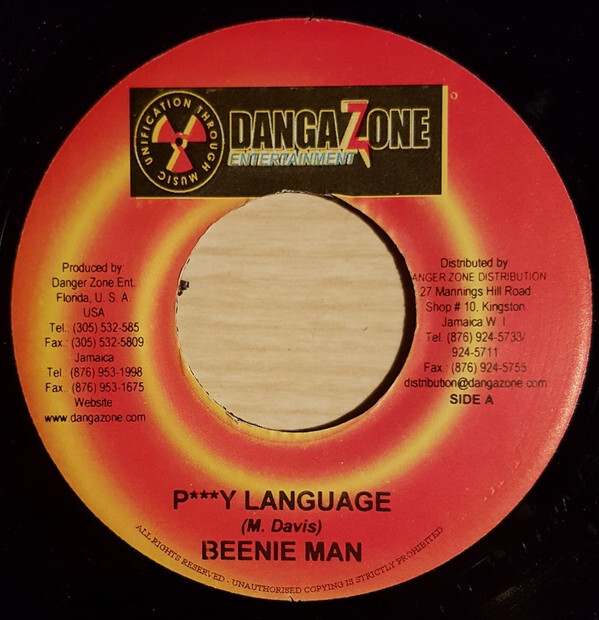 UNIFICATION THROUGH MUSIC
DANGAZONE
ENTERTAINMENT
Produced by:
Danger Zone Ent.
Florida, U. S. A.
USA
Tel.. (305) 532-585
Fax.: (305) 532-5809
Jamaica
Tel. (876) 953-1998
Fax.: (876) 953-1675
Website
www.dangazone.com
Distributed by
ANGER ZONE DISTRIBUTION
27 Mannings Hill Road
Shop # 10, Kingston
Jamaica W. I.
Tel. (876) 924-5733/
924-5711
Fax.: (876) 924-5755
distribution@dangazone.com
SIDE A
P***Y LANGUAGE
(M. Davis)
BEENIE MAN
ALL RIGHTS RESERVED - UNAUTHORISED COPYING IS STRICTLY PROHIBITED